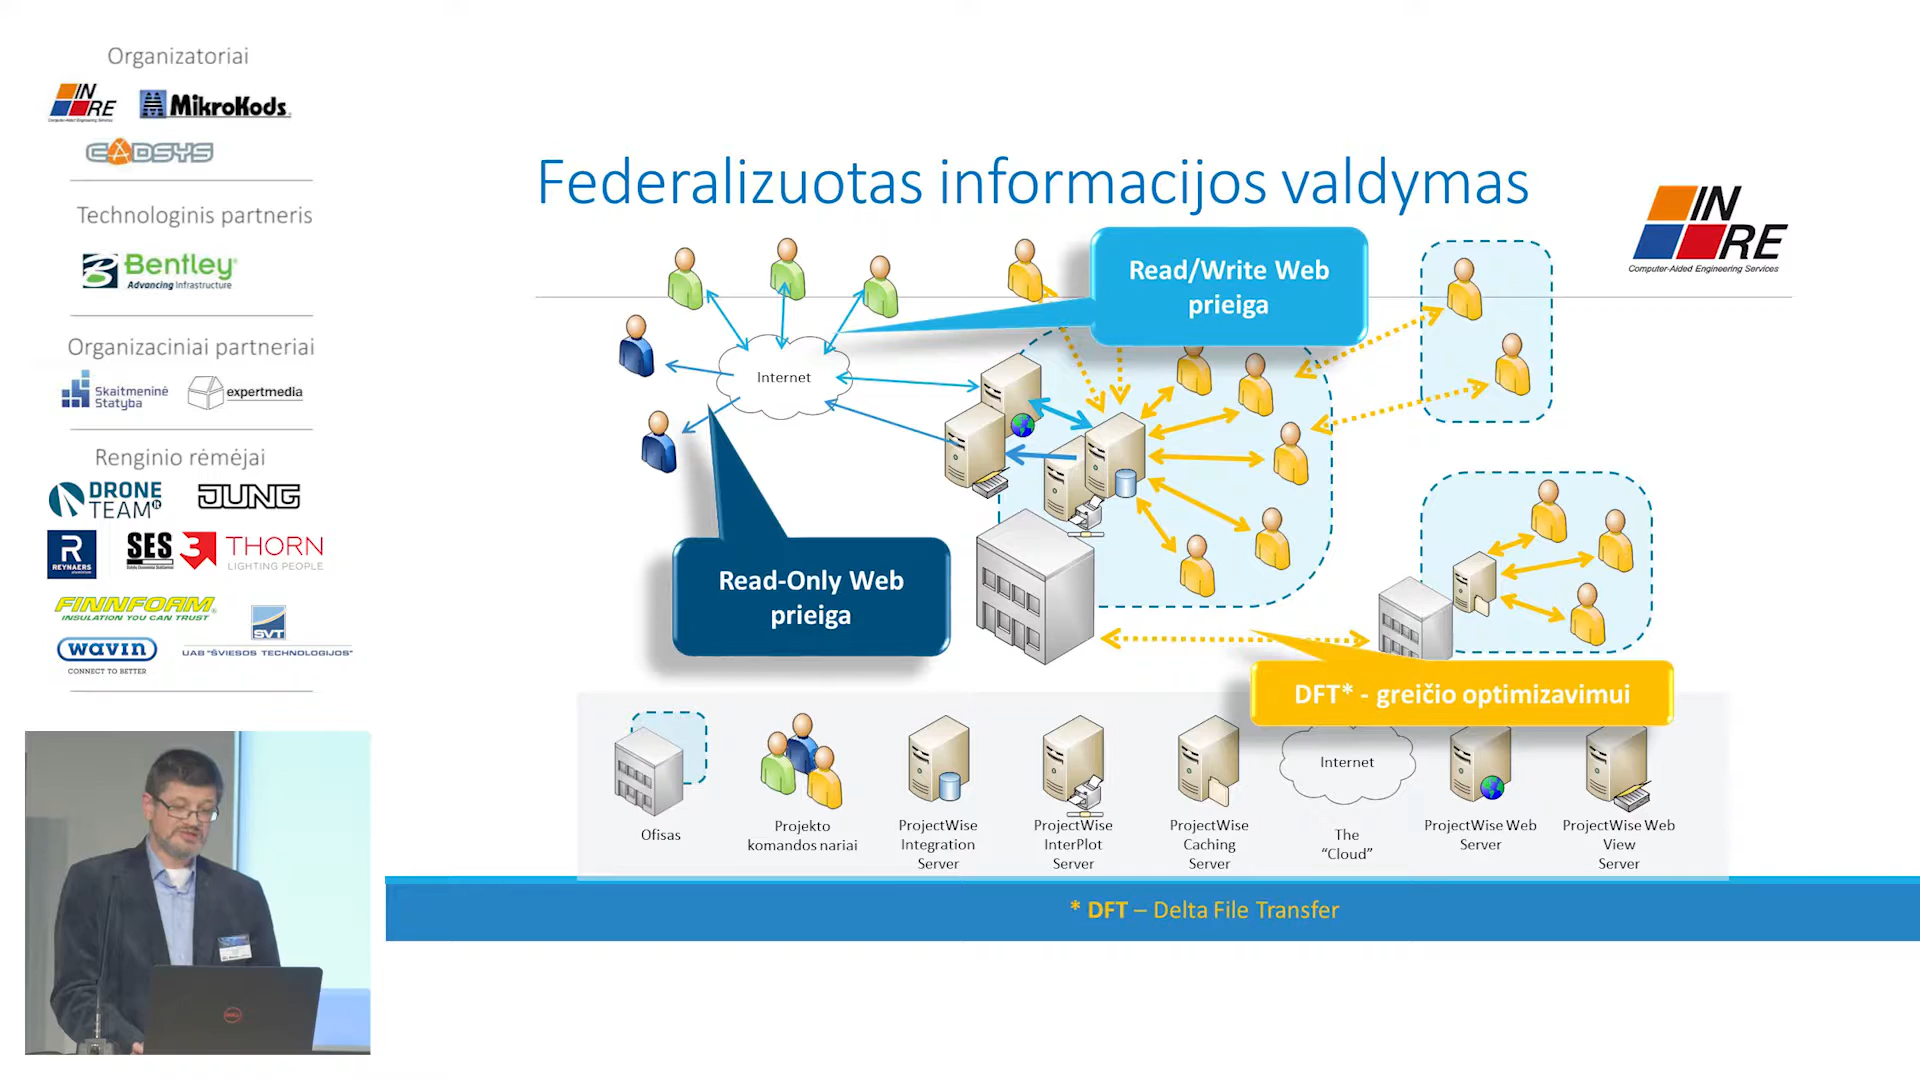 Organizatoriai
IN
RE
Computer-Aided Engineering Services
MikroKods
CADSYS
Technologinis partneris
Bentley
Advancing Infrastructure
Organizaciniai partneriai
Skaitmeninė
Statyba
expertmedia
Renginio rėmėjai
DRONE
TEAM lt
JUNG
R
REYNAERS
SES
THORN
LIGHTING PEOPLE
FINNFOAM
INSULATION YOU CAN TRUST
SVT
wavin
CONNECT TO BETTER
UAB "ŠVIESOS TECHNOLOGIJOS"
Federalizuotas informacijos valdymas
IN
RE
Computer-Aided Engineering Services
Read/Write Web
prieiga
Internet
Read-Only Web
prieiga
DFT* - greičio optimizavimui
Ofisas
Projekto
komandos nariai
ProjectWise
Integration
Server
ProjectWise
InterPlot
Server
ProjectWise
Caching
Server
Internet
The
“Cloud”
ProjectWise Web
Server
ProjectWise Web
View
Server
* DFT – Delta File Transfer
DELL